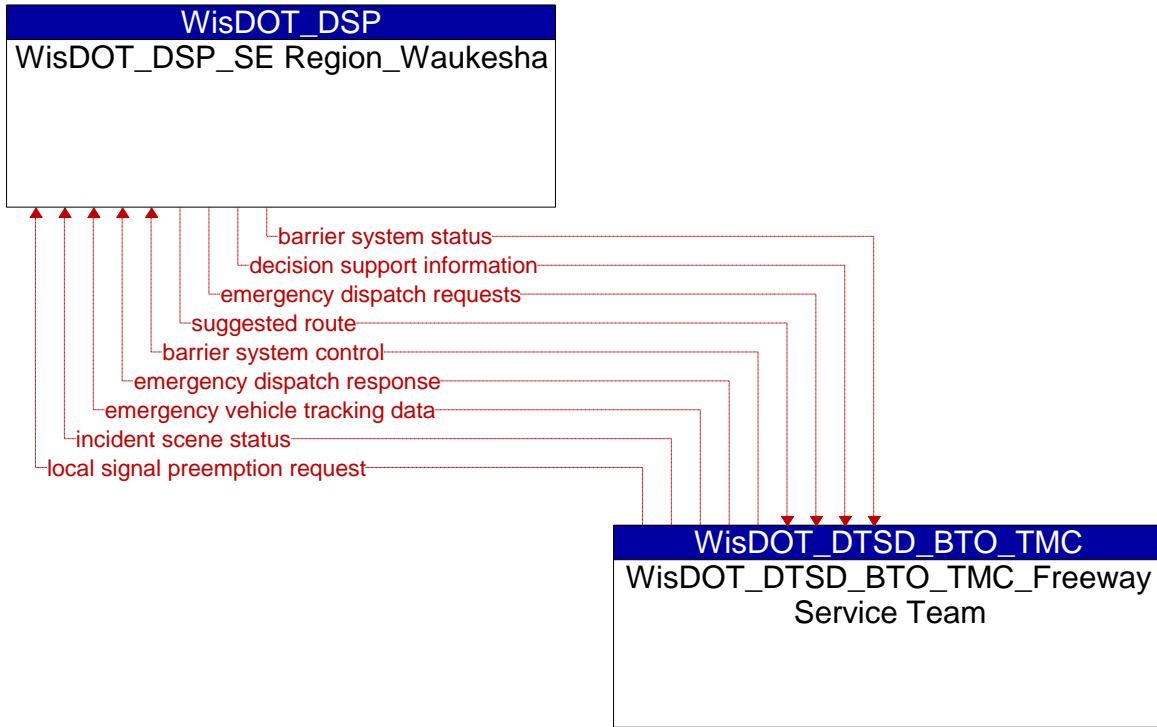 WisDOT_DSP
WisDOT_DSP_SE Region_Waukesha
barrier system status
decision support information
emergency dispatch requests
suggested route
barrier system control
emergency dispatch response
emergency vehicle tracking data
incident scene status
local signal preemption request
WisDOT_DTSD_BTO_TMC
WisDOT_DTSD_BTO_TMC_Freeway
Service Team